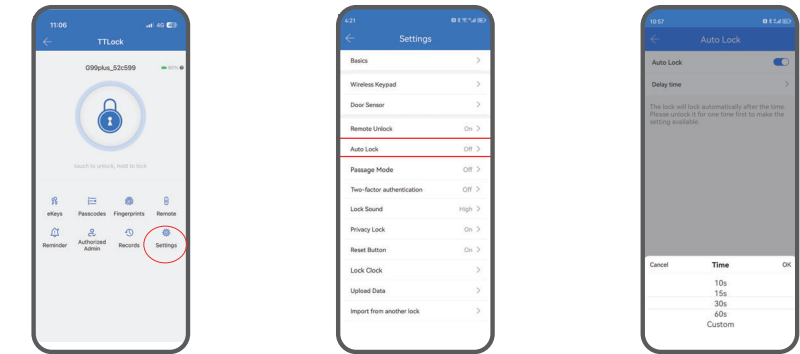 11:06
4G
TTLock
G99plus_52c599
touch to unlock, hold to lock
eKeys Passcodes Fingerprints Remote
Reminder Authorized Admin Records Settings
4:21
Settings
Basics
Wireless Keypad
Door Sensor
Remote Unlock On
Auto Lock Off
Passage Mode Off
Two-factor authentication Off
Lock Sound High
Privacy Lock On
Reset Button On
Lock Clock
Upload Data
Import from another lock
10:57
Auto Lock
Auto Lock
Delay time
The lock will lock automatically after the time.
Please unlock it for one time first to make the
setting available.
Cancel Time OK
10s
15s
30s
60s
Custom